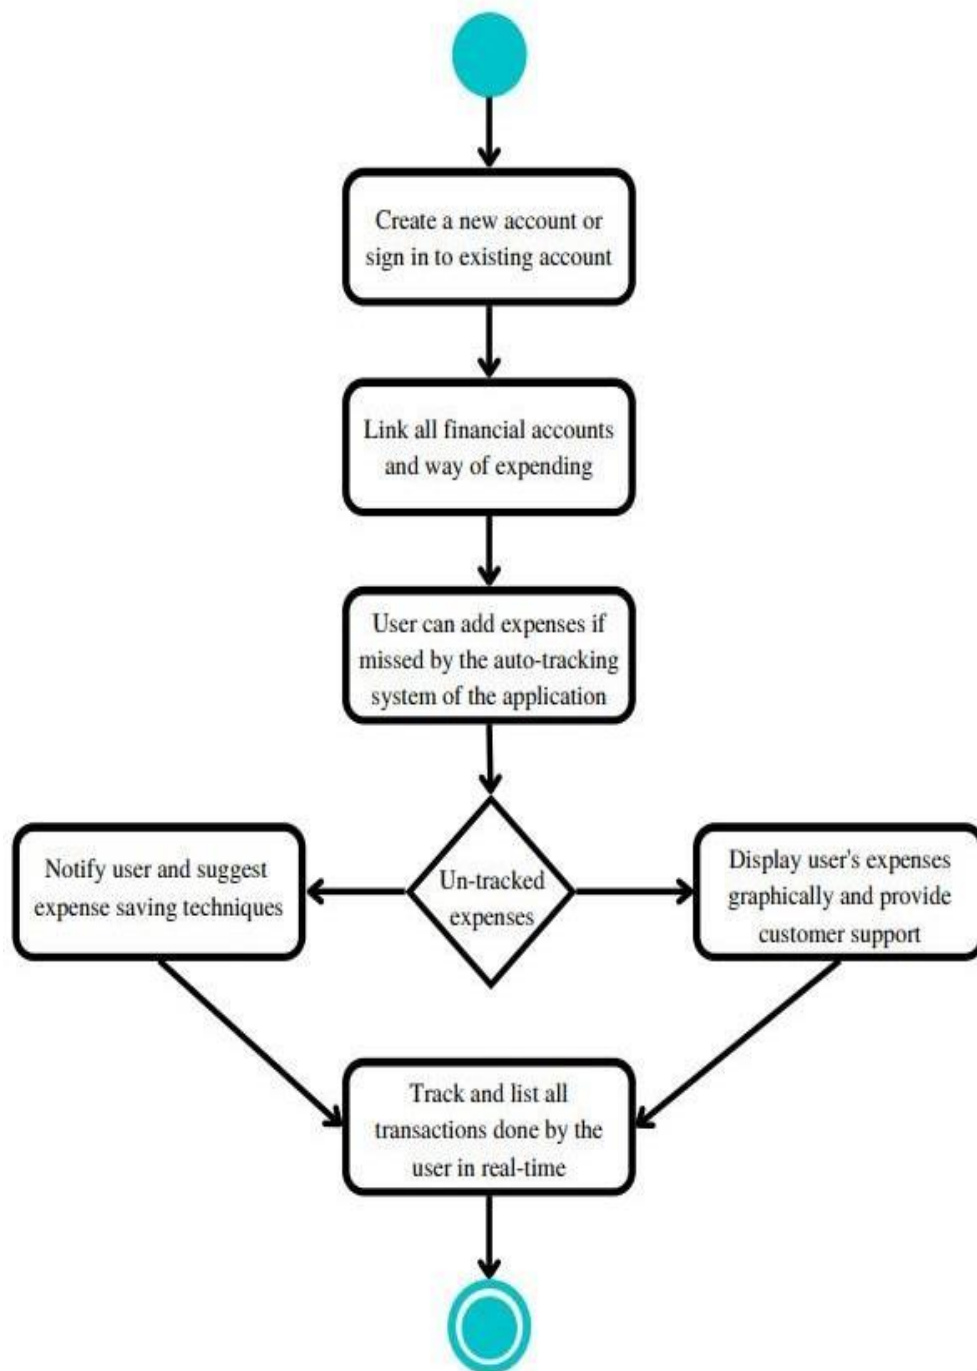 Create a new account or
sign in to existing account
Link all financial accounts
and way of expending
User can add expenses if
missed by the auto-tracking
system of the application
Notify user and suggest
expense saving techniques
Un-tracked
expenses
Display user's expenses
graphically and provide
customer support
Track and list all
transactions done by the
user in real-time